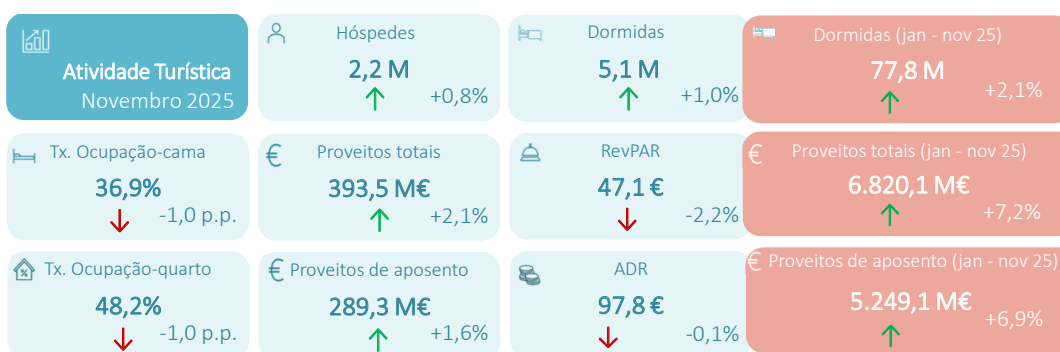 Atividade Turística
Novembro 2025
Hóspedes
2,2 M
+0,8%
Dormidas
5,1 M
+1,0%
Dormidas (jan - nov 25)
77,8 M
+2,1%
Tx. Ocupação-cama
36,9%
-1,0 p.p.
€ Proveitos totais
393,5 M€
+2,1%
RevPAR
47,1 €
-2,2%
€ Proveitos totais (jan - nov 25)
6.820,1 M€
+7,2%
% Tx. Ocupação-quarto
48,2%
-1,0 p.p.
€ Proveitos de aposento
289,3 M€
+1,6%
ADR
97,8 €
-0,1%
€ Proveitos de aposento (jan - nov 25)
5.249,1 M€
+6,9%